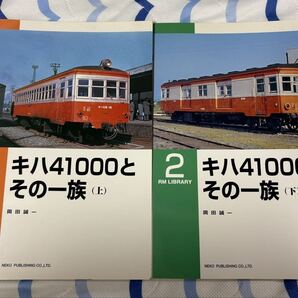 キハ41000と
その一族（上）
岡田誠一
NEKO PUBLISHING CO.,LTD.
2
RM LIBRARY
キハ41000
その一族（下
岡田誠一
NEKO PUBLISHING CO.,LTD.